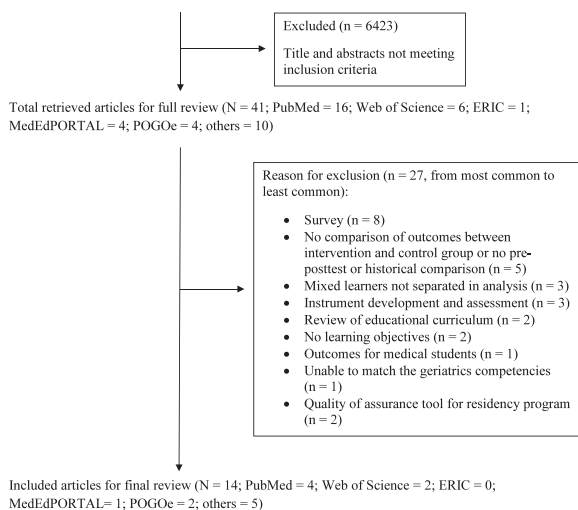 Excluded (n = 6423)
Title and abstracts not meeting
inclusion criteria
Total retrieved articles for full review (N = 41; PubMed = 16; Web of Science = 6; ERIC = 1;
MedEdPORTAL = 4; POGOe = 4; others = 10)
Reason for exclusion (n = 27, from most common to
least common):
• Survey (n = 8)
• No comparison of outcomes between
intervention and control group or no pre-
posttest or historical comparison (n = 5)
• Mixed learners not separated in analysis (n = 3)
• Instrument development and assessment (n = 3)
• Review of educational curriculum (n = 2)
• No learning objectives (n = 2)
• Outcomes for medical students (n = 1)
• Unable to match the geriatrics competencies
(n = 1)
• Quality of assurance tool for residency program
(n = 2)
Included articles for final review (N = 14; PubMed = 4; Web of Science = 2; ERIC = 0;
MedEdPORTAL= 1; POGOe = 2; others = 5)